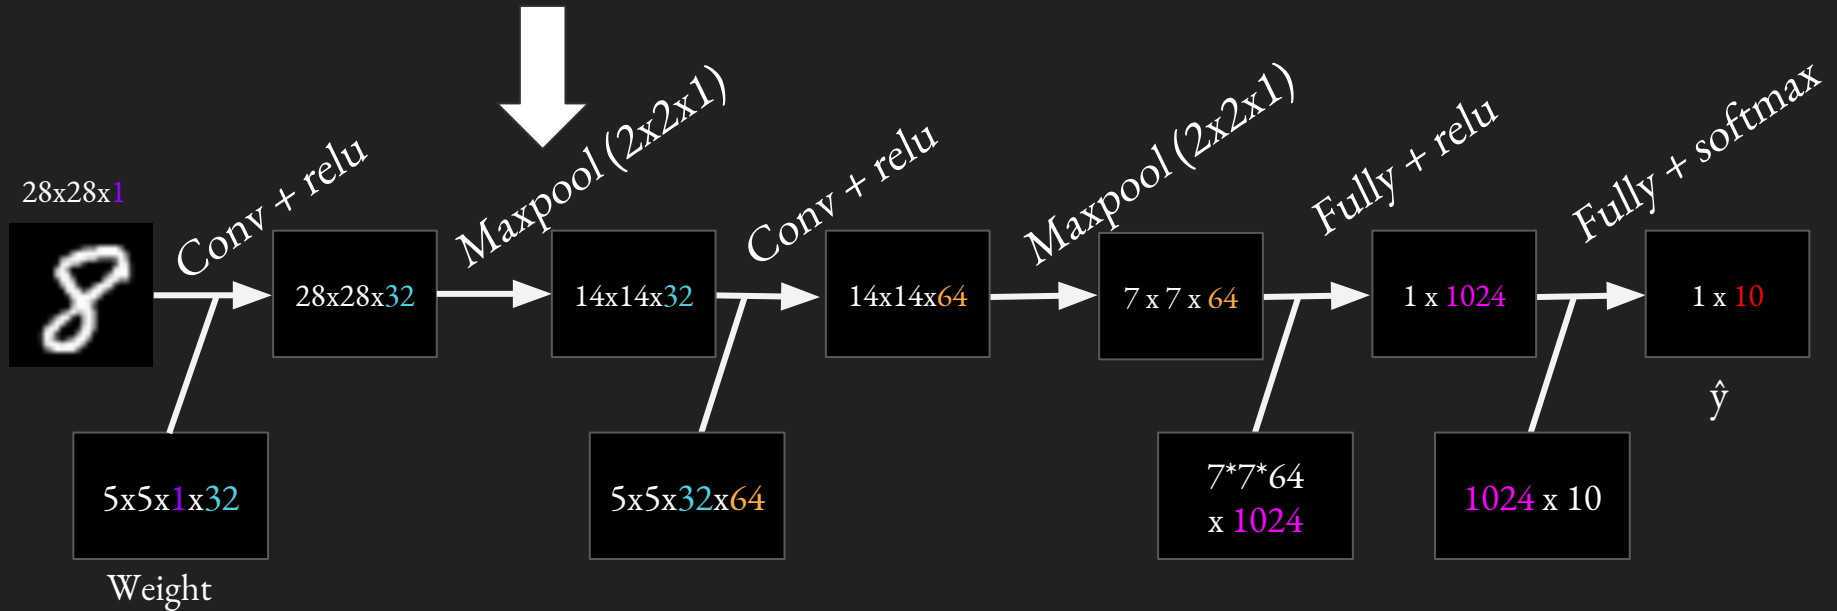 Conv + relu
Maxpool (2x2x1)
Conv + relu
Maxpool (2x2x1)
Fully + relu
Fully + softmax
28x28x1
8
28x28x32
14x14x32
14x14x64
7 x 7 x 64
1 x 1024
1 x 10
ŷ
5x5x1x32
5x5x32x64
7*7*64
x 1024
1024 x 10
Weight